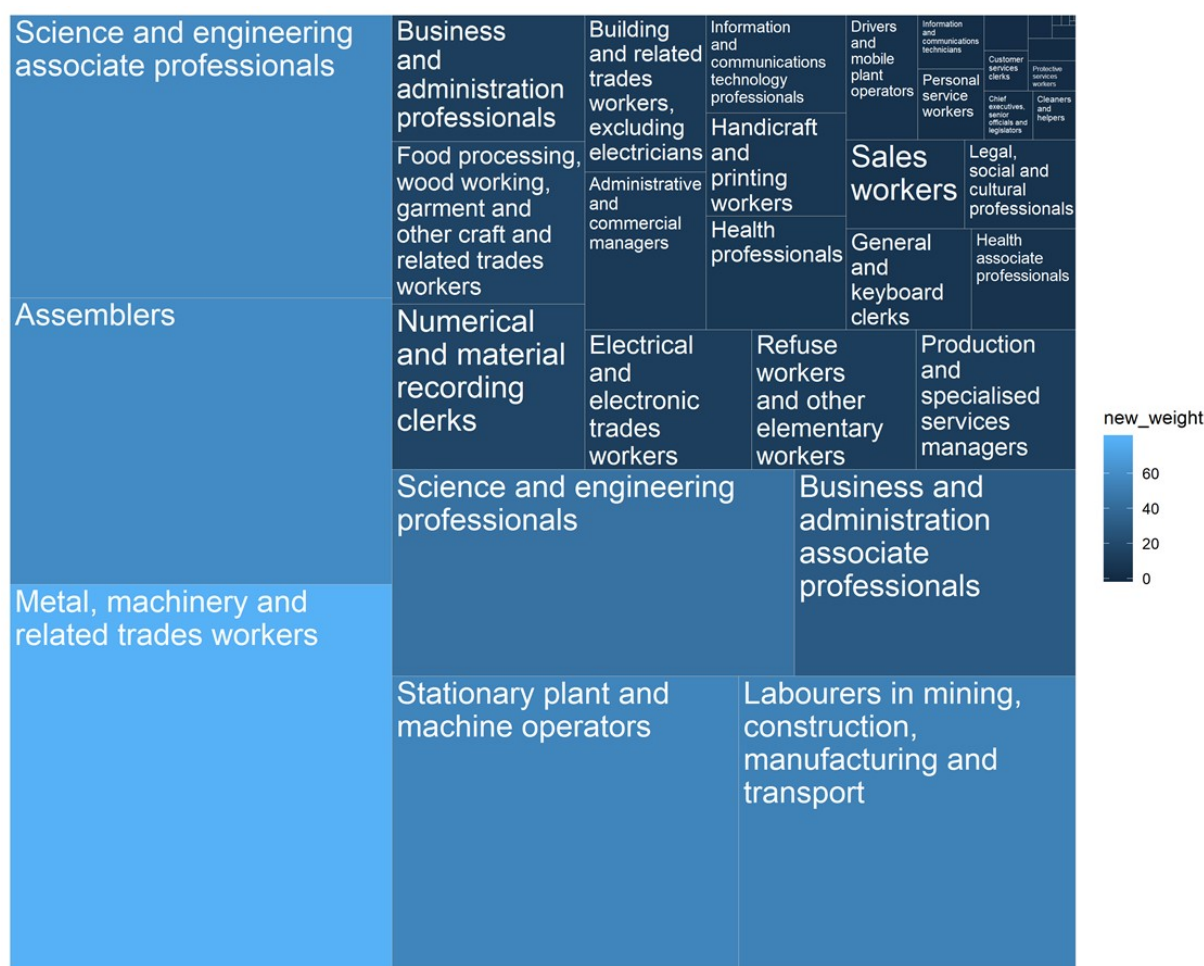 Science and engineering
associate professionals
Assemblers
Metal, machinery and
related trades workers
Business
and
administration
professionals
Food processing,
wood working,
garment and
other craft and
related trades
workers
Numerical
and material
recording
clerks
Building
and related
trades
workers,
excluding
electricians
Administrative
and
commercial
managers
Information
and
communications
technology
professionals
Handicraft
and
printing
workers
Health
professionals
Drivers
and
mobile
plant
operators
Information
and
communications
technicians
Personal
service
workers
Customer
services
clerks
Protective
services
workers
Chief
executives,
senior
officials and
legislators
Cleaners
and
helpers
Sales
workers
Legal,
social and
cultural
professionals
General
and
keyboard
clerks
Health
associate
professionals
Electrical
and
electronic
trades
workers
Refuse
workers
and other
elementary
workers
Production
and
specialised
services
managers
Science and engineering
professionals
Business and
administration
associate
professionals
Stationary plant and
machine operators
Labourers in mining,
construction,
manufacturing and
transport
new_weight
60
40
20
0